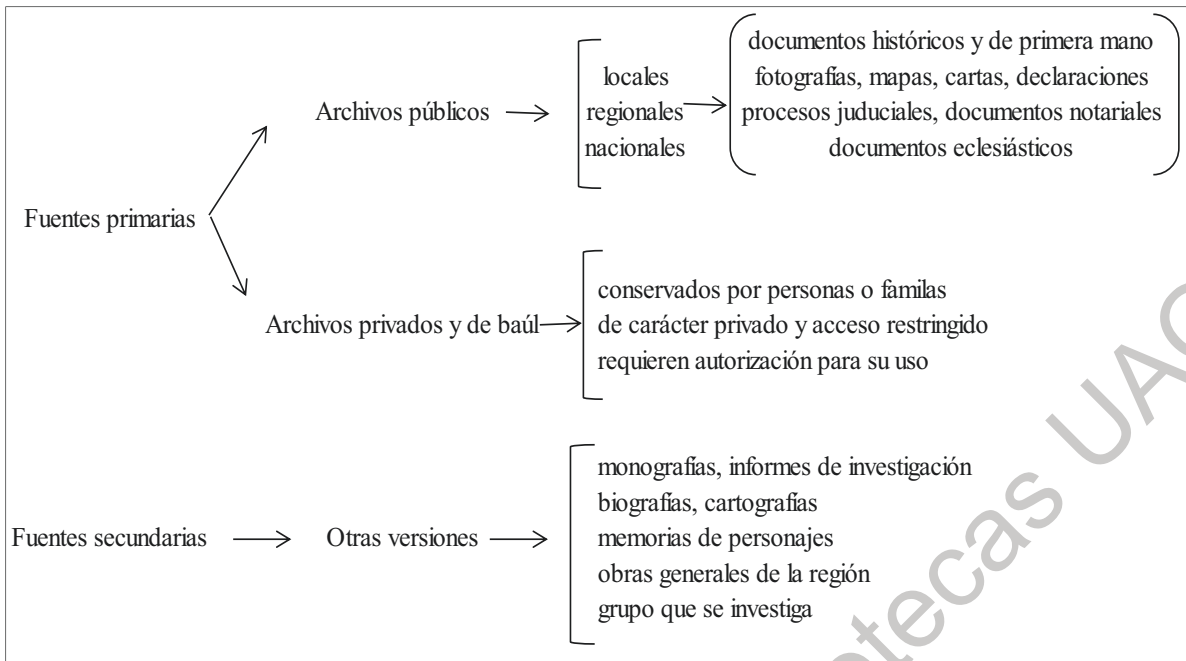 documentos históricos y de primera mano
fotografías, mapas, cartas, declaraciones
procesos juduciales, documentos notariales
documentos eclesiásticos
locales
regionales
nacionales
Archivos públicos
Fuentes primarias
Archivos privados y de baúl
conservados por personas o familas
de carácter privado y acceso restringido
requieren autorización para su uso
Fuentes secundarias
Otras versiones
monografías, informes de investigación
biografías, cartografías
memorias de personajes
obras generales de la región
grupo que se investiga